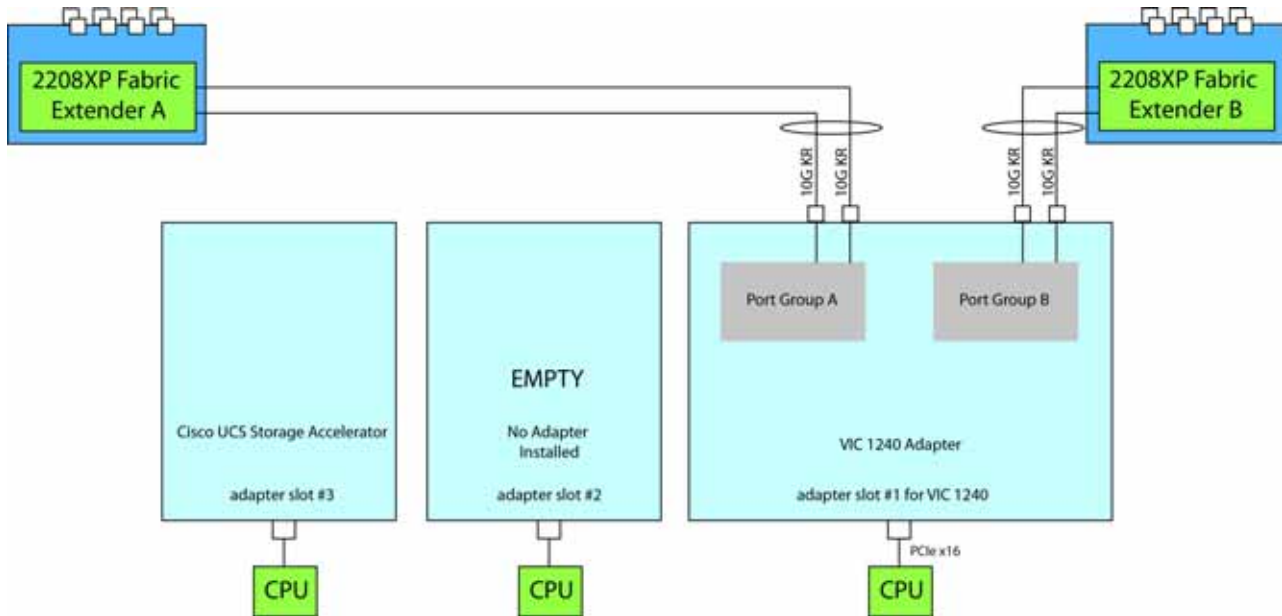 2208XP Fabric
Extender A
2208XP Fabric
Extender B
10G KR
10G KR
10G KR
10G KR
Port Group A
Port Group B
Cisco UCS Storage Accelerator
adapter slot #3
EMPTY
No Adapter
Installed
adapter slot #2
VIC 1240 Adapter
adapter slot #1 for VIC 1240
PCIe x16
CPU
CPU
CPU